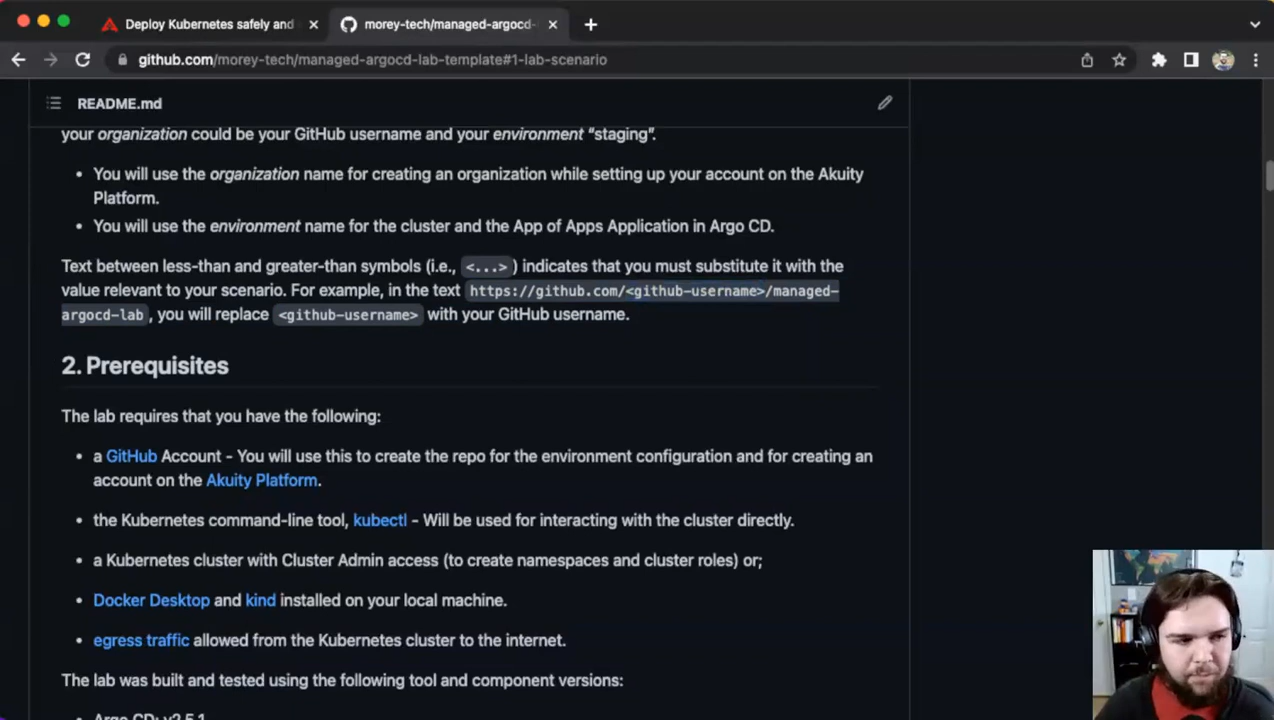 Deploy Kubernetes safely and
morey-tech/managed-argocd-
github.com/morey-tech/managed-argocd-lab-template#1-lab-scenario
README.md
your organization could be your GitHub username and your environment “staging”.
• You will use the organization name for creating an organization while setting up your account on the Akuity
Platform.
• You will use the environment name for the cluster and the App of Apps Application in Argo CD.
Text between less-than and greater-than symbols (i.e., <...>) indicates that you must substitute it with the
value relevant to your scenario. For example, in the text https://github.com/<github-username>/managed-
argocd-lab, you will replace <github-username> with your GitHub username.
2. Prerequisites
The lab requires that you have the following:
• a GitHub Account - You will use this to create the repo for the environment configuration and for creating an
account on the Akuity Platform.
• the Kubernetes command-line tool, kubectl - Will be used for interacting with the cluster directly.
• a Kubernetes cluster with Cluster Admin access (to create namespaces and cluster roles) or;
• Docker Desktop and kind installed on your local machine.
• egress traffic allowed from the Kubernetes cluster to the internet.
The lab was built and tested using the following tool and component versions:
• Argo CD: v2.5.1